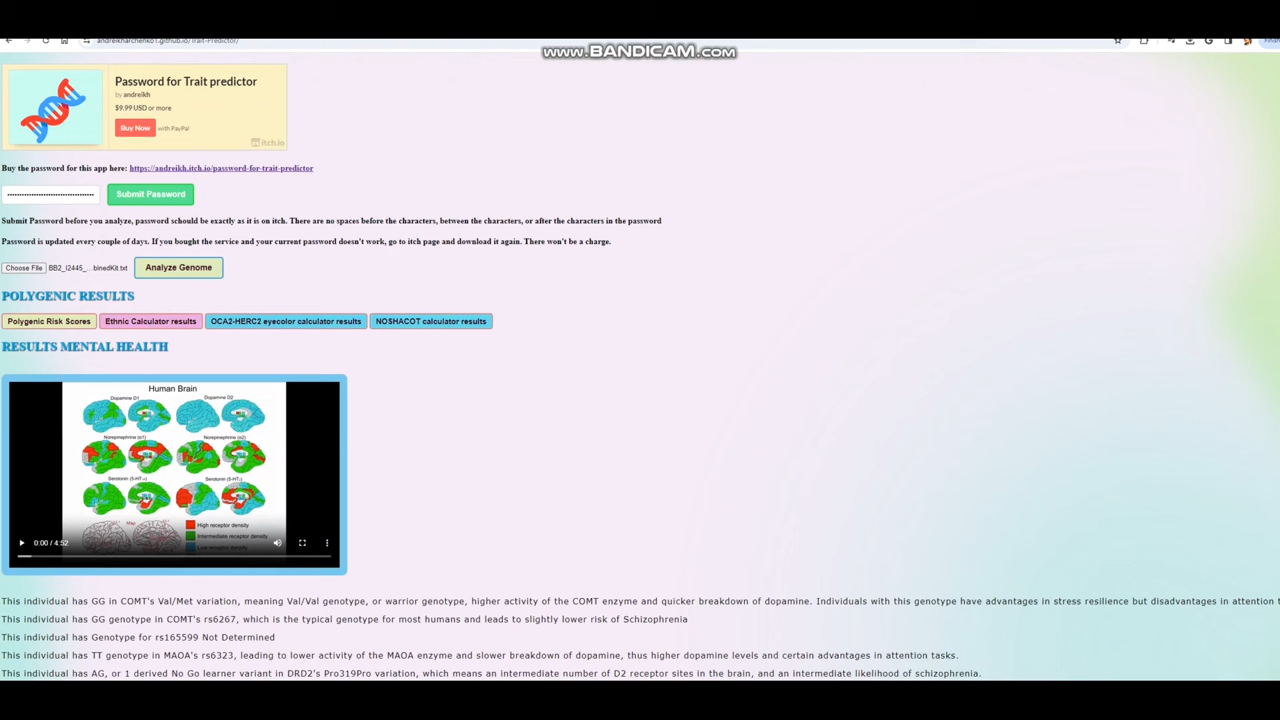 andreikharchenko1.github.io/Trait-Predictor/
www.BANDICAM.com
Password for Trait predictor
by andreikh
$9.99 USD or more
Buy Now with PayPal
itch.io
Buy the password for this app here: https://andreikh.itch.io/password-for-trait-predictor
Submit Password
Submit Password before you analyze, password schould be exactly as it is on itch. There are no spaces before the characters, between the characters, or after the characters in the password
Password is updated every couple of days. If you bought the service and your current password doesn't work, go to itch page and download it again. There won't be a charge.
Choose File BB2_I2445_...binedKit.txt Analyze Genome
POLYGENIC RESULTS
Polygenic Risk Scores Ethnic Calculator results OCA2-HERC2 eyecolor calculator results NOSHACOT calculator results
RESULTS MENTAL HEALTH
Human Brain
Dopamine D1 Dopamine D2
Norepinephrine (α1) Norepinephrine (α2)
High receptor density
Intermediate receptor density
Low receptor density
0:00 / 4:52
This individual has GG in COMT's Val/Met variation, meaning Val/Val genotype, or warrior genotype, higher activity of the COMT enzyme and quicker breakdown of dopamine. Individuals with this genotype have advantages in stress resilience but disadvantages in attention t
This individual has GG genotype in COMT's rs6267, which is the typical genotype for most humans and leads to slightly lower risk of Schizophrenia
This individual has Genotype for rs165599 Not Determined
This individual has TT genotype in MAOA's rs6323, leading to lower activity of the MAOA enzyme and slower breakdown of dopamine, thus higher dopamine levels and certain advantages in attention tasks.
This individual has AG, or 1 derived No Go learner variant in DRD2's Pro319Pro variation, which means an intermediate number of D2 receptor sites in the brain, and an intermediate likelihood of schizophrenia.